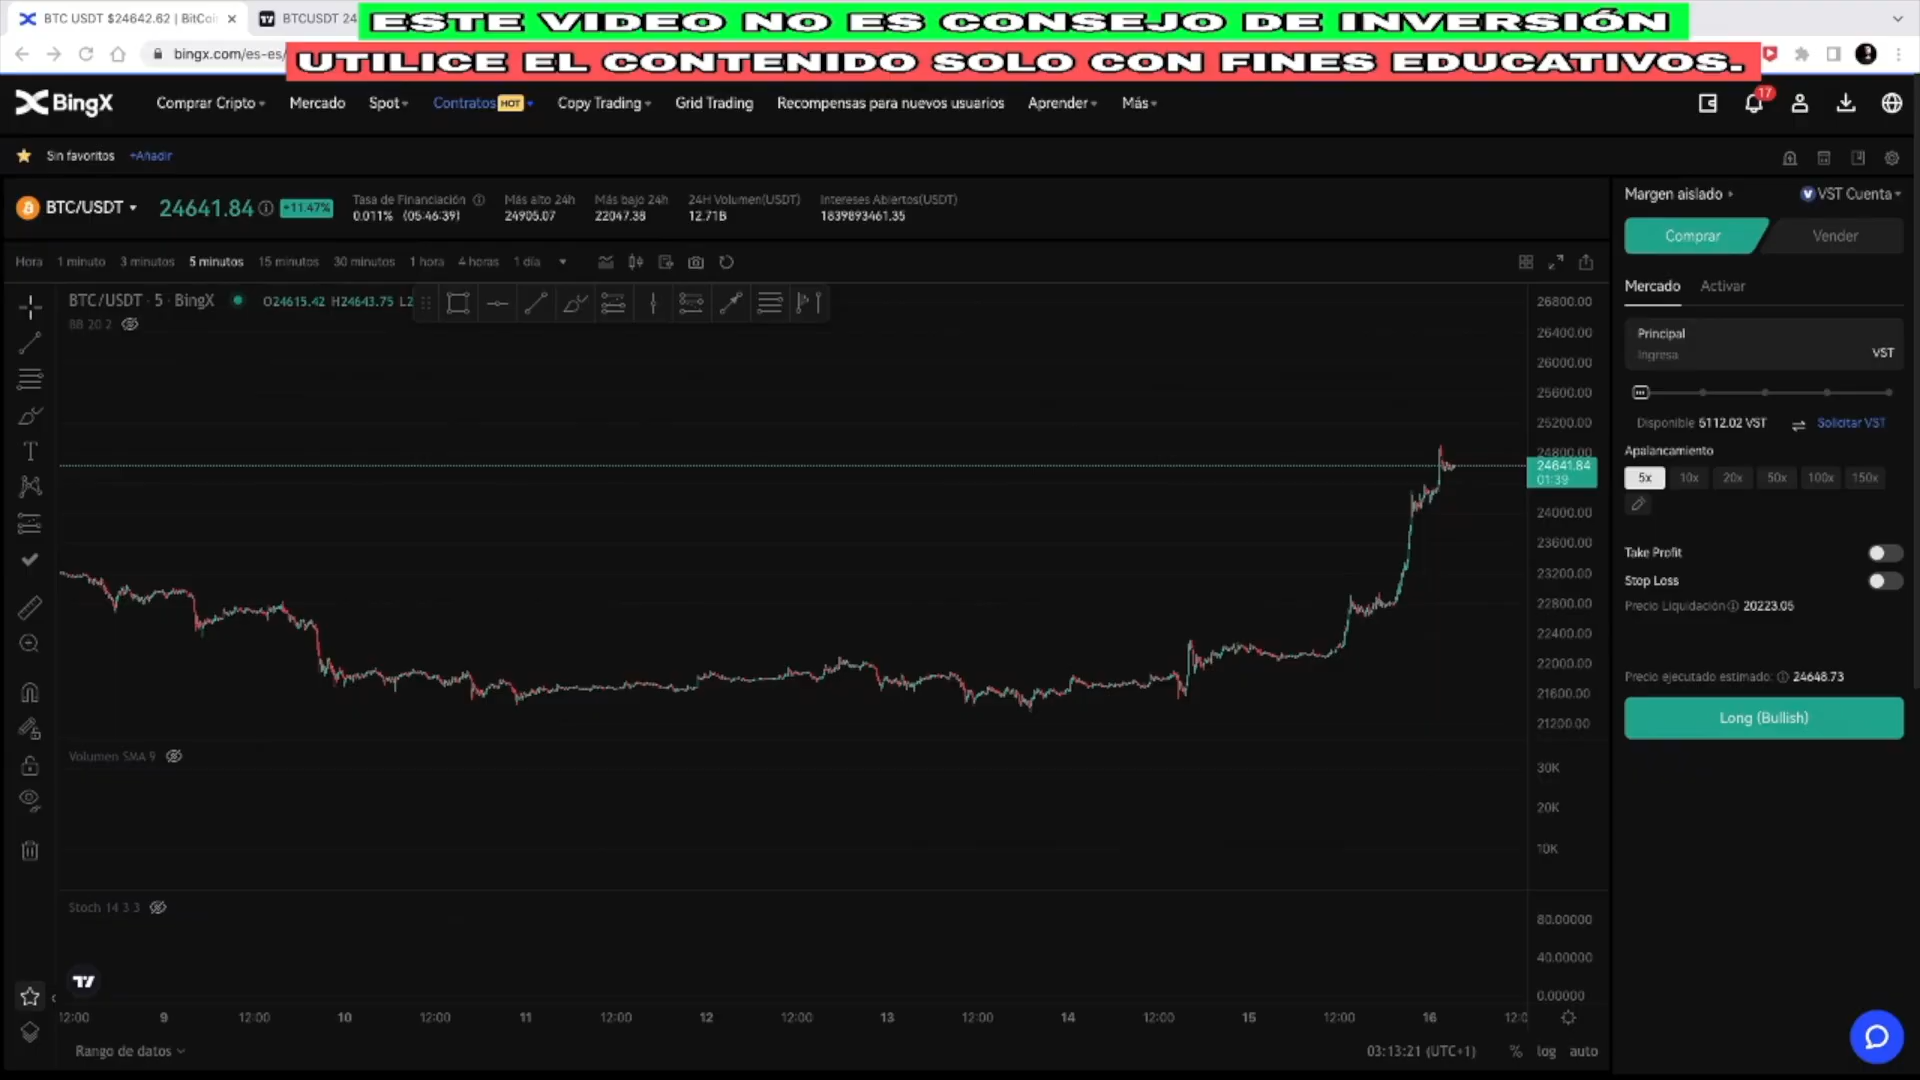 BTC USDT $24642.62 | BitCoin
BTCUSDT 24
ESTE VIDEO NO ES CONSEJO DE INVERSIÓN
bingx.com/es-es/
UTILICE EL CONTENIDO SOLO CON FINES EDUCATIVOS.
BingX
Comprar Cripto
Mercado
Spot
Contratos HOT
Copy Trading
Grid Trading
Recompensas para nuevos usuarios
Aprender
Más
17
Sin favoritos +Añadir
BTC/USDT 24641.84 +11.47%
Tasa de Financiación
0.011% (05:46:39)
Más alto 24h
24905.07
Más bajo 24h
22047.38
24H Volumen(USDT)
12.71B
Intereses Abiertos(USDT)
1839893461.35
Hora 1 minuto 3 minutos 5 minutos 15 minutos 30 minutos 1 hora 4 horas 1 día
BTC/USDT · 5 · BingX O24615.42 H24643.75 L2
BB 20 2
26800.00
26400.00
26000.00
25600.00
25200.00
24800.00
24641.84
01:39
24000.00
23600.00
23200.00
22800.00
22400.00
22000.00
21600.00
21200.00
Volumen SMA 9
30K
20K
10K
Stoch 14 3 3
80.00000
40.00000
0.00000
12:00 9 12:00 10 12:00 11 12:00 12 12:00 13 12:00 14 12:00 15 12:00 16 12:0
Rango de datos
03:13:21 (UTC+1) % log auto
Margen aislado
VST Cuenta
Comprar
Vender
Mercado
Activar
Principal
Ingresa
VST
Disponible 5112.02 VST
Solicitar VST
Apalancamiento
5x 10x 20x 50x 100x 150x
Take Profit
Stop Loss
Precio Liquidación 20223.05
Precio ejecutado estimado: 24648.73
Long (Bullish)